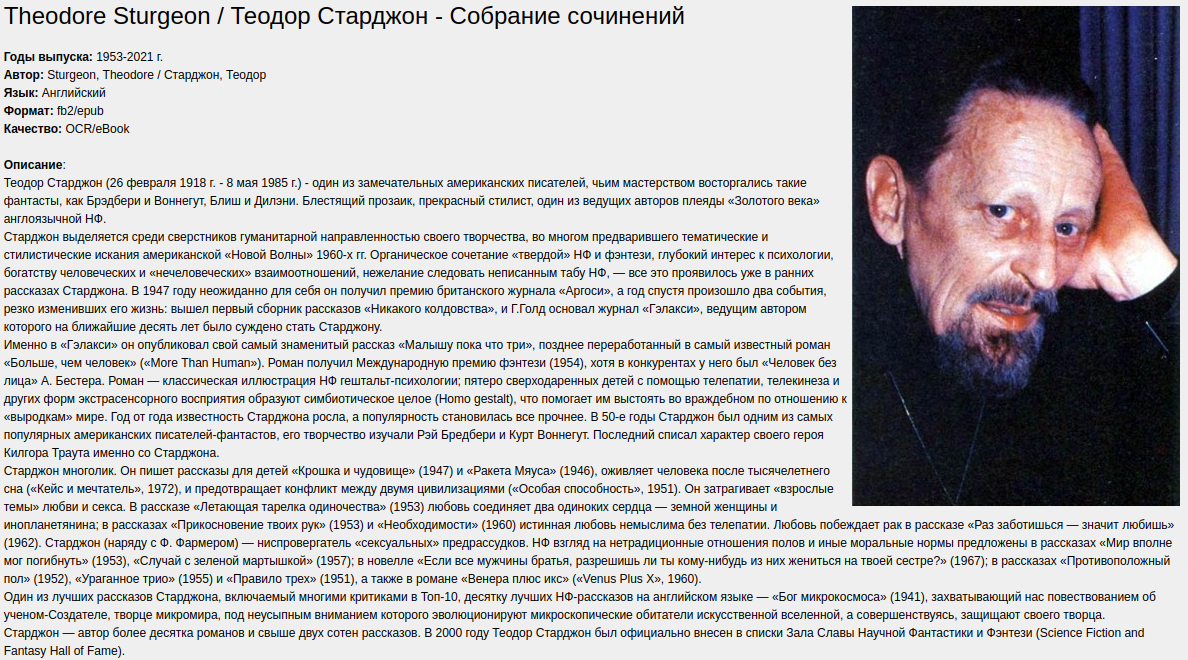 Theodore Sturgeon / Теодор Старджон - Собрание сочинений
Годы выпуска: 1953-2021 г.
Автор: Sturgeon, Theodore / Старджон, Теодор
Язык: Английский
Формат: fb2/epub
Качество: OCR/eBook
Описание:
Теодор Старджон (26 февраля 1918 г. - 8 мая 1985 г.) - один из замечательных американских писателей, чьим мастерством восторгались такие
фантасты, как Брэдбери и Воннегут, Блиш и Дилэни. Блестящий прозаик, прекрасный стилист, один из ведущих авторов плеяды «Золотого века»
англоязычной НФ.
Старджон выделяется среди сверстников гуманитарной направленностью своего творчества, во многом предварившего тематические и
стилистические искания американской «Новой Волны» 1960-х гг. Органическое сочетание «твердой» НФ и фэнтези, глубокий интерес к психологии,
богатству человеческих и «нечеловеческих» взаимоотношений, нежелание следовать неписанным табу НФ, — все это проявилось уже в ранних
рассказах Старджона. В 1947 году неожиданно для себя он получил премию британского журнала «Аргоси», а год спустя произошло два события,
резко изменивших его жизнь: вышел первый сборник рассказов «Никакого колдовства», и Г.Голд основал журнал «Гэлакси», ведущим автором
которого на ближайшие десять лет было суждено стать Старджону.
Именно в «Гэлакси» он опубликовал свой самый знаменитый рассказ «Малышу пока что три», позднее переработанный в самый известный роман
«Больше, чем человек» («More Than Human»). Роман получил Международную премию фэнтези (1954), хотя в конкурентах у него был «Человек без
лица» А. Бестера. Роман — классическая иллюстрация НФ гештальт-психологии; пятеро сверходаренных детей с помощью телепатии, телекинеза и
других форм экстрасенсорного восприятия образуют симбиотическое целое (Homo gestalt), что помогает им выстоять во враждебном по отношению к
«выродкам» мире. Год от года известность Старджона росла, а популярность становилась все прочнее. В 50-е годы Старджон был одним из самых
популярных американских писателей-фантастов, его творчество изучали Рэй Бредбери и Курт Воннегут. Последний списал характер своего героя
Килгора Траута именно со Старджона.
Старджон многолик. Он пишет рассказы для детей «Крошка и чудовище» (1947) и «Ракета Мяуса» (1946), оживляет человека после тысячелетнего
сна («Кейс и мечтатель», 1972), и предотвращает конфликт между двумя цивилизациями («Особая способность», 1951). Он затрагивает «взрослые
темы» любви и секса. В рассказе «Летающая тарелка одиночества» (1953) любовь соединяет два одиноких сердца — земной женщины и
инопланетянина; в рассказах «Прикосновение твоих рук» (1953) и «Необходимости» (1960) истинная любовь немыслима без телепатии. Любовь побеждает рак в рассказе «Раз заботишься — значит любишь»
(1962). Старджон (наряду с Ф. Фармером) — ниспровергатель «сексуальных» предрассудков. НФ взгляд на нетрадиционные отношения полов и иные моральные нормы предложены в рассказах «Мир вполне
мог погибнуть» (1953), «Случай с зеленой мартышкой» (1957); в новелле «Если все мужчины братья, разрешишь ли ты кому-нибудь из них жениться на твоей сестре?» (1967); в рассказах «Противоположный
пол» (1952), «Ураганное трио» (1955) и «Правило трех» (1951), а также в романе «Венера плюс икс» («Venus Plus X», 1960).
Один из лучших рассказов Старджона, включаемый многими критиками в Топ-10, десятку лучших НФ-рассказов на английском языке — «Бог микрокосмоса» (1941), захватывающий нас повествованием об
ученом-Создателе, творце микромира, под неусыпным вниманием которого эволюционируют микроскопические обитатели искусственной вселенной, а совершенствуясь, защищают своего творца.
Старджон — автор более десятка романов и свыше двух сотен рассказов. В 2000 году Теодор Старджон был официально внесен в списки Зала Славы Научной Фантастики и Фэнтези (Science Fiction and
Fantasy Hall of Fame).